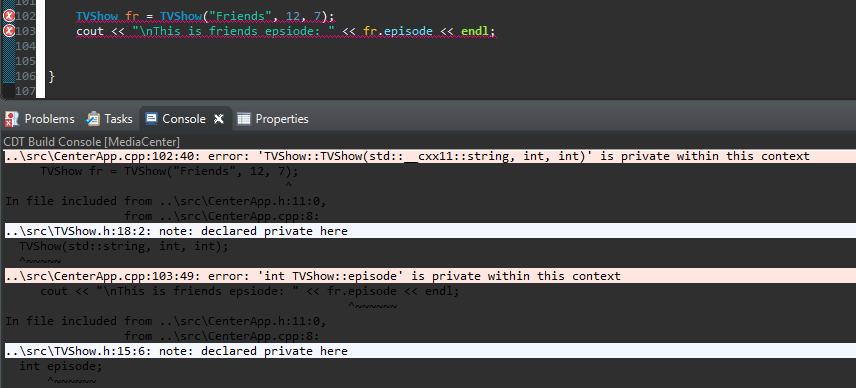 101
102 TVShow fr = TVShow("Friends", 12, 7);
103 cout << "\nThis is friends epsiode: " << fr.episode << endl;
104
105
106 }
107
Problems Tasks Console Properties
CDT Build Console [MediaCenter]
..\src\CenterApp.cpp:102:40: error: 'TVShow::TVShow(std::__cxx11::string, int, int)' is private within this context
TVShow fr = TVShow("Friends", 12, 7);
^
In file included from ..\src\CenterApp.h:11:0,
from ..\src\CenterApp.cpp:8:
..\src\TVShow.h:18:2: note: declared private here
TVShow(std::string, int, int);
^~~~~~
..\src\CenterApp.cpp:103:49: error: 'int TVShow::episode' is private within this context
cout << "\nThis is friends epsiode: " << fr.episode << endl;
^~~~~~~
In file included from ..\src\CenterApp.h:11:0,
from ..\src\CenterApp.cpp:8:
..\src\TVShow.h:15:6: note: declared private here
int episode;
^~~~~~~